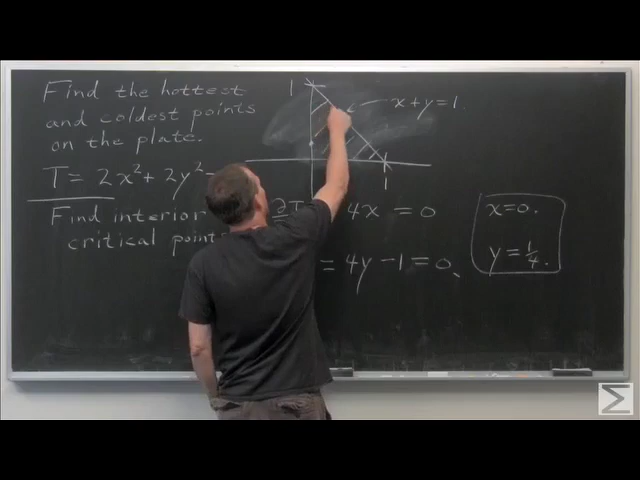 Find the hottest
and coldest points
on the plate.
T = 2x² + 2y² -
Find interior
critical point
1
x+y=1.
1
∂T 4x = 0
= 4y - 1 = 0.
x=0.
y = 1/4.
Σ